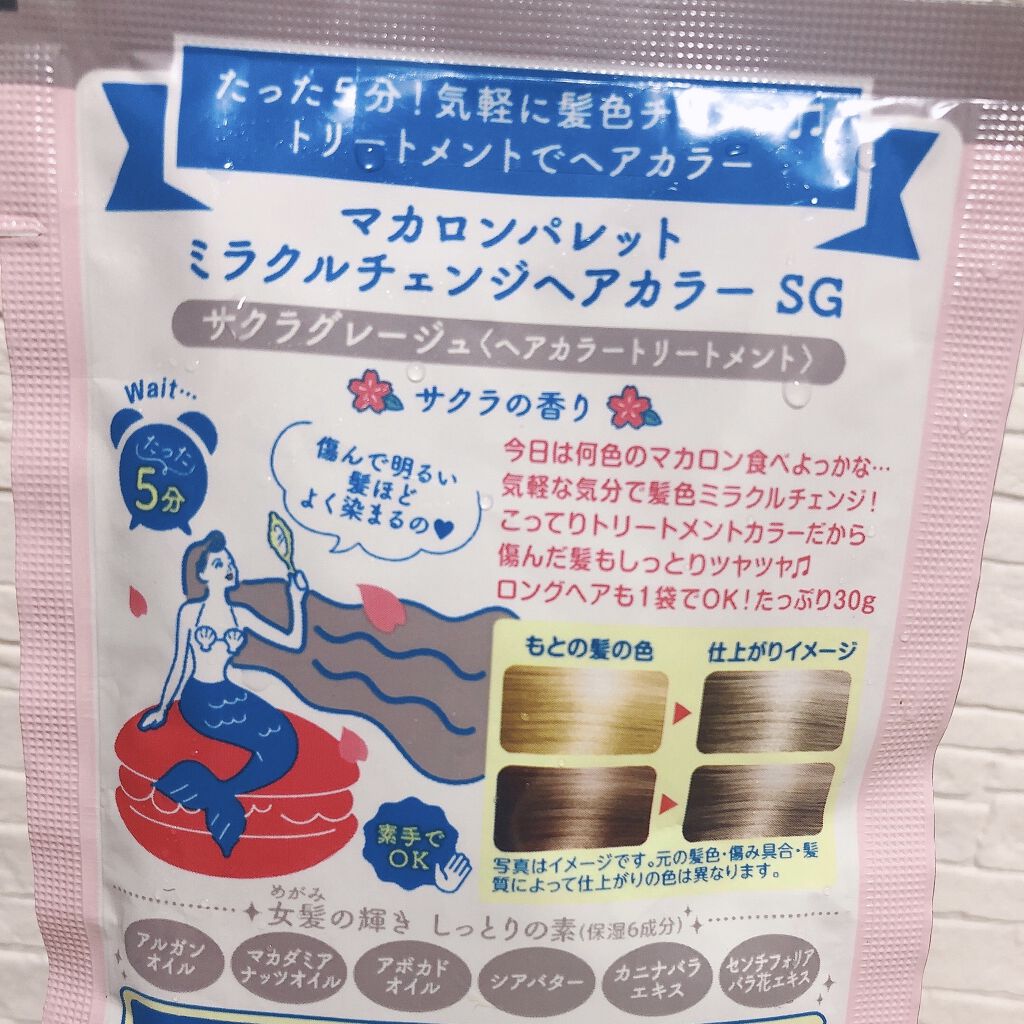 たった5分！気軽に髪色チ
トリートメントでヘアカラー
マカロンパレット
ミラクルチェンジヘアカラー SG
サクラグレージュ〈ヘアカラートリートメント〉
サクラの香り
Wait…
たった
5分
傷んで明るい
髪ほど
よく染まるの♥
今日は何色のマカロン食べよっかな…
気軽な気分で髪色ミラクルチェンジ！
こってりトリートメントカラーだから
傷んだ髪もしっとりツヤツヤ♫
ロングヘアも1袋でOK！たっぷり30g
もとの髪の色
仕上がりイメージ
写真はイメージです。元の髪色・傷み具合・髪
質によって仕上がりの色は異なります。
素手で
OK
めがみ
女髪の輝き しっとりの素(保湿6成分)
アルガン
オイル
マカダミア
ナッツオイル
アボカド
オイル
シアバター
カニナバラ
エキス
センチフォリア
バラ花エキス